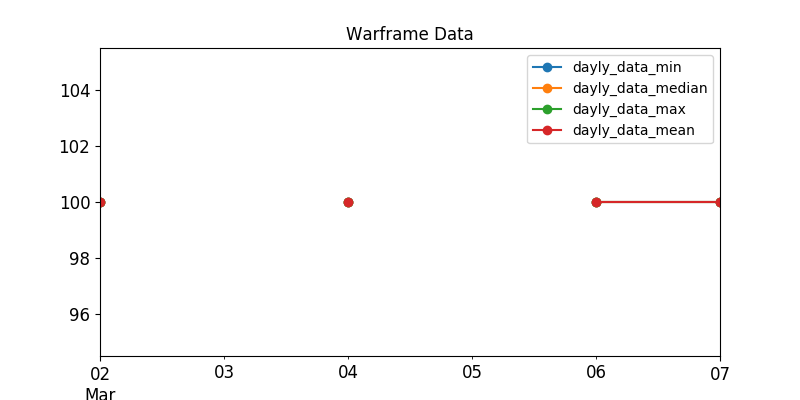 Warframe Data
dayly_data_min
dayly_data_median
dayly_data_max
dayly_data_mean
104
102
100
98
96
02 03 04 05 06 07
Mar